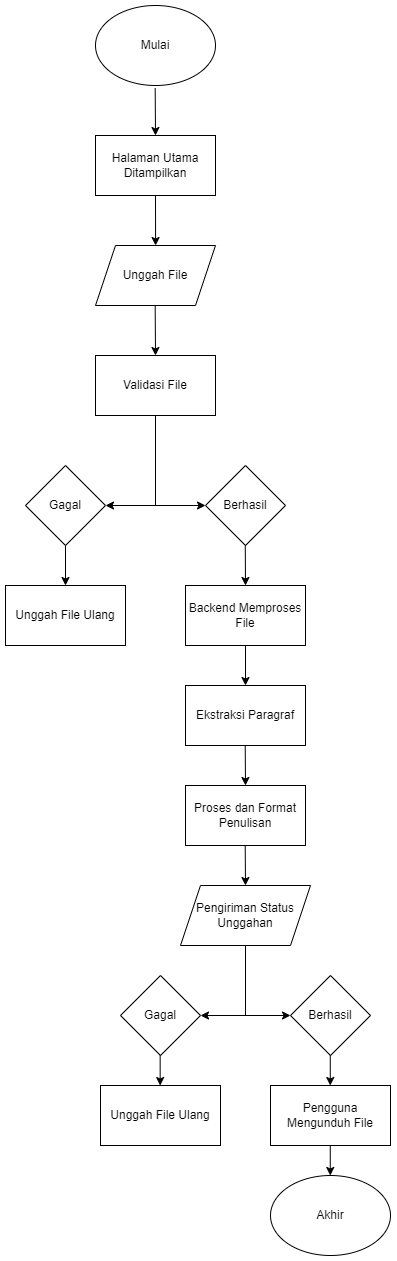 Mulai
Halaman Utama
Ditampilkan
Unggah File
Validasi File
Gagal
Berhasil
Unggah File Ulang
Backend Memproses
File
Ekstraksi Paragraf
Proses dan Format
Penulisan
Pengiriman Status
Unggahan
Gagal
Berhasil
Unggah File Ulang
Pengguna
Mengunduh File
Akhir